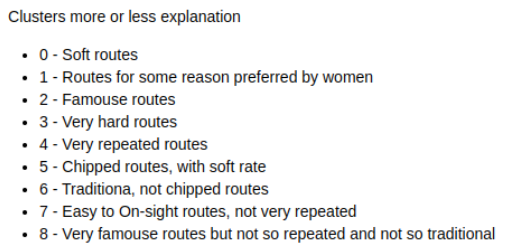 Clusters more or less explanation
• 0 - Soft routes
• 1 - Routes for some reason preferred by women
• 2 - Famouse routes
• 3 - Very hard routes
• 4 - Very repeated routes
• 5 - Chipped routes, with soft rate
• 6 - Traditiona, not chipped routes
• 7 - Easy to On-sight routes, not very repeated
• 8 - Very famouse routes but not so repeated and not so traditional